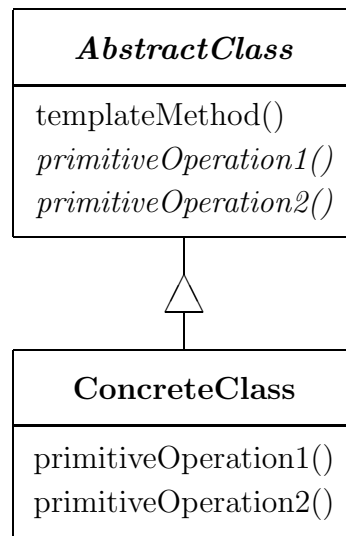 AbstractClass
templateMethod()
primitiveOperation1()
primitiveOperation2()
ConcreteClass
primitiveOperation1()
primitiveOperation2()